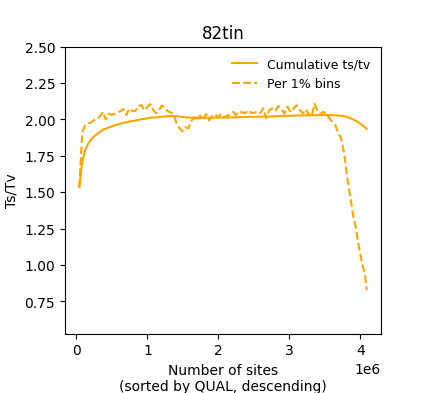 82tin
2.50
2.25
2.00
1.75
1.50
1.25
1.00
0.75
Ts/Tv
Cumulative ts/tv
Per 1% bins
0
1
2
3
4
1e6
Number of sites
(sorted by QUAL, descending)